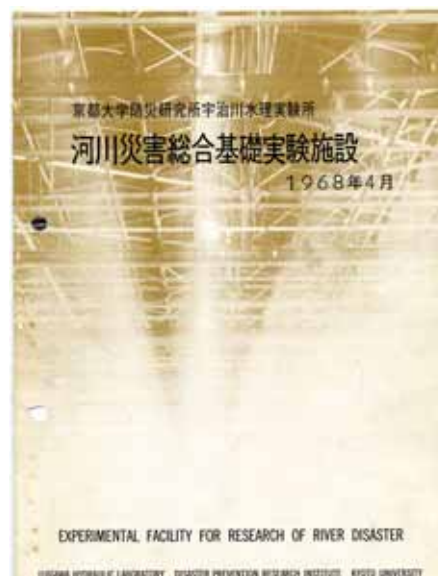 京都大学防災研究所宇治川水理実験所
河川災害総合基礎実験施設
1968年4月
EXPERIMENTAL FACILITY FOR RESEARCH OF RIVER DISASTER
UJIGAWA HYDRAULIC LABORATORY DISASTER PREVENTION RESEARCH INSTITUTE KYOTO UNIVERSITY